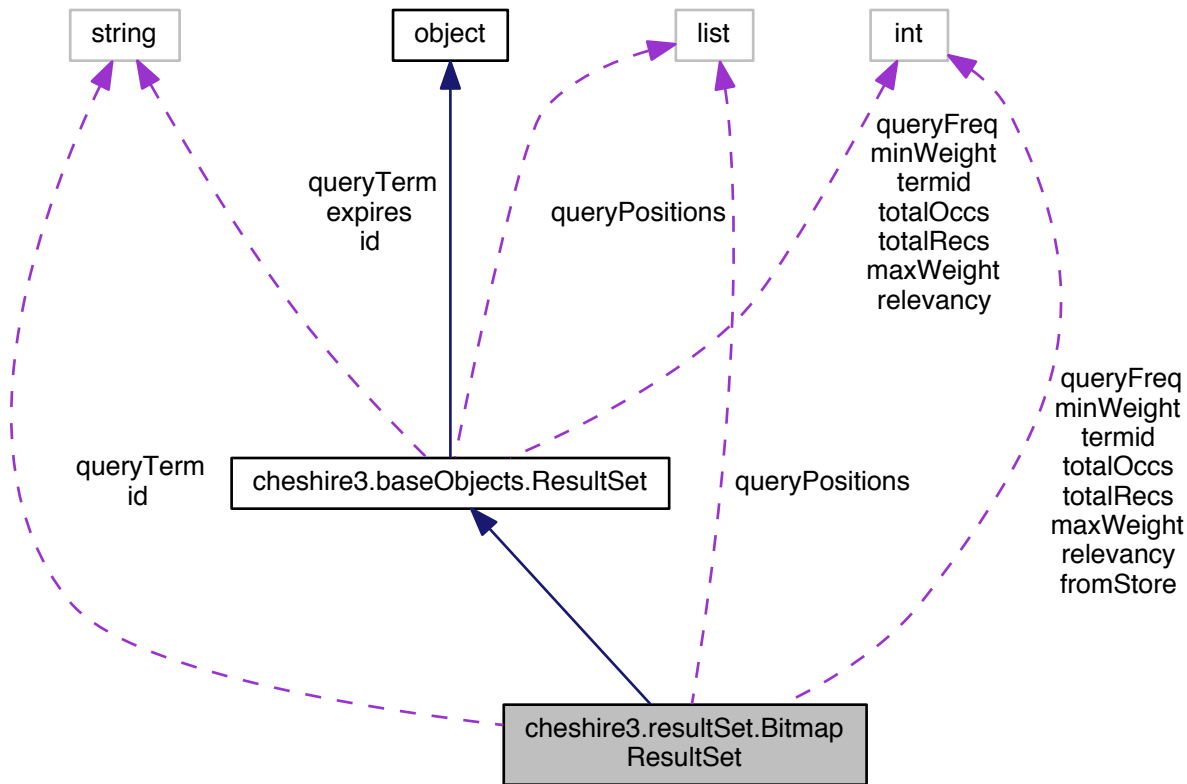 string
object
list
int
queryFreq
minWeight
termid
totalOccs
totalRecs
maxWeight
relevancy
queryTerm
expires
id
queryPositions
queryFreq
minWeight
termid
totalOccs
totalRecs
maxWeight
relevancy
fromStore
queryTerm
id
cheshire3.baseObjects.ResultSet
queryPositions
cheshire3.resultSet.Bitmap
ResultSet